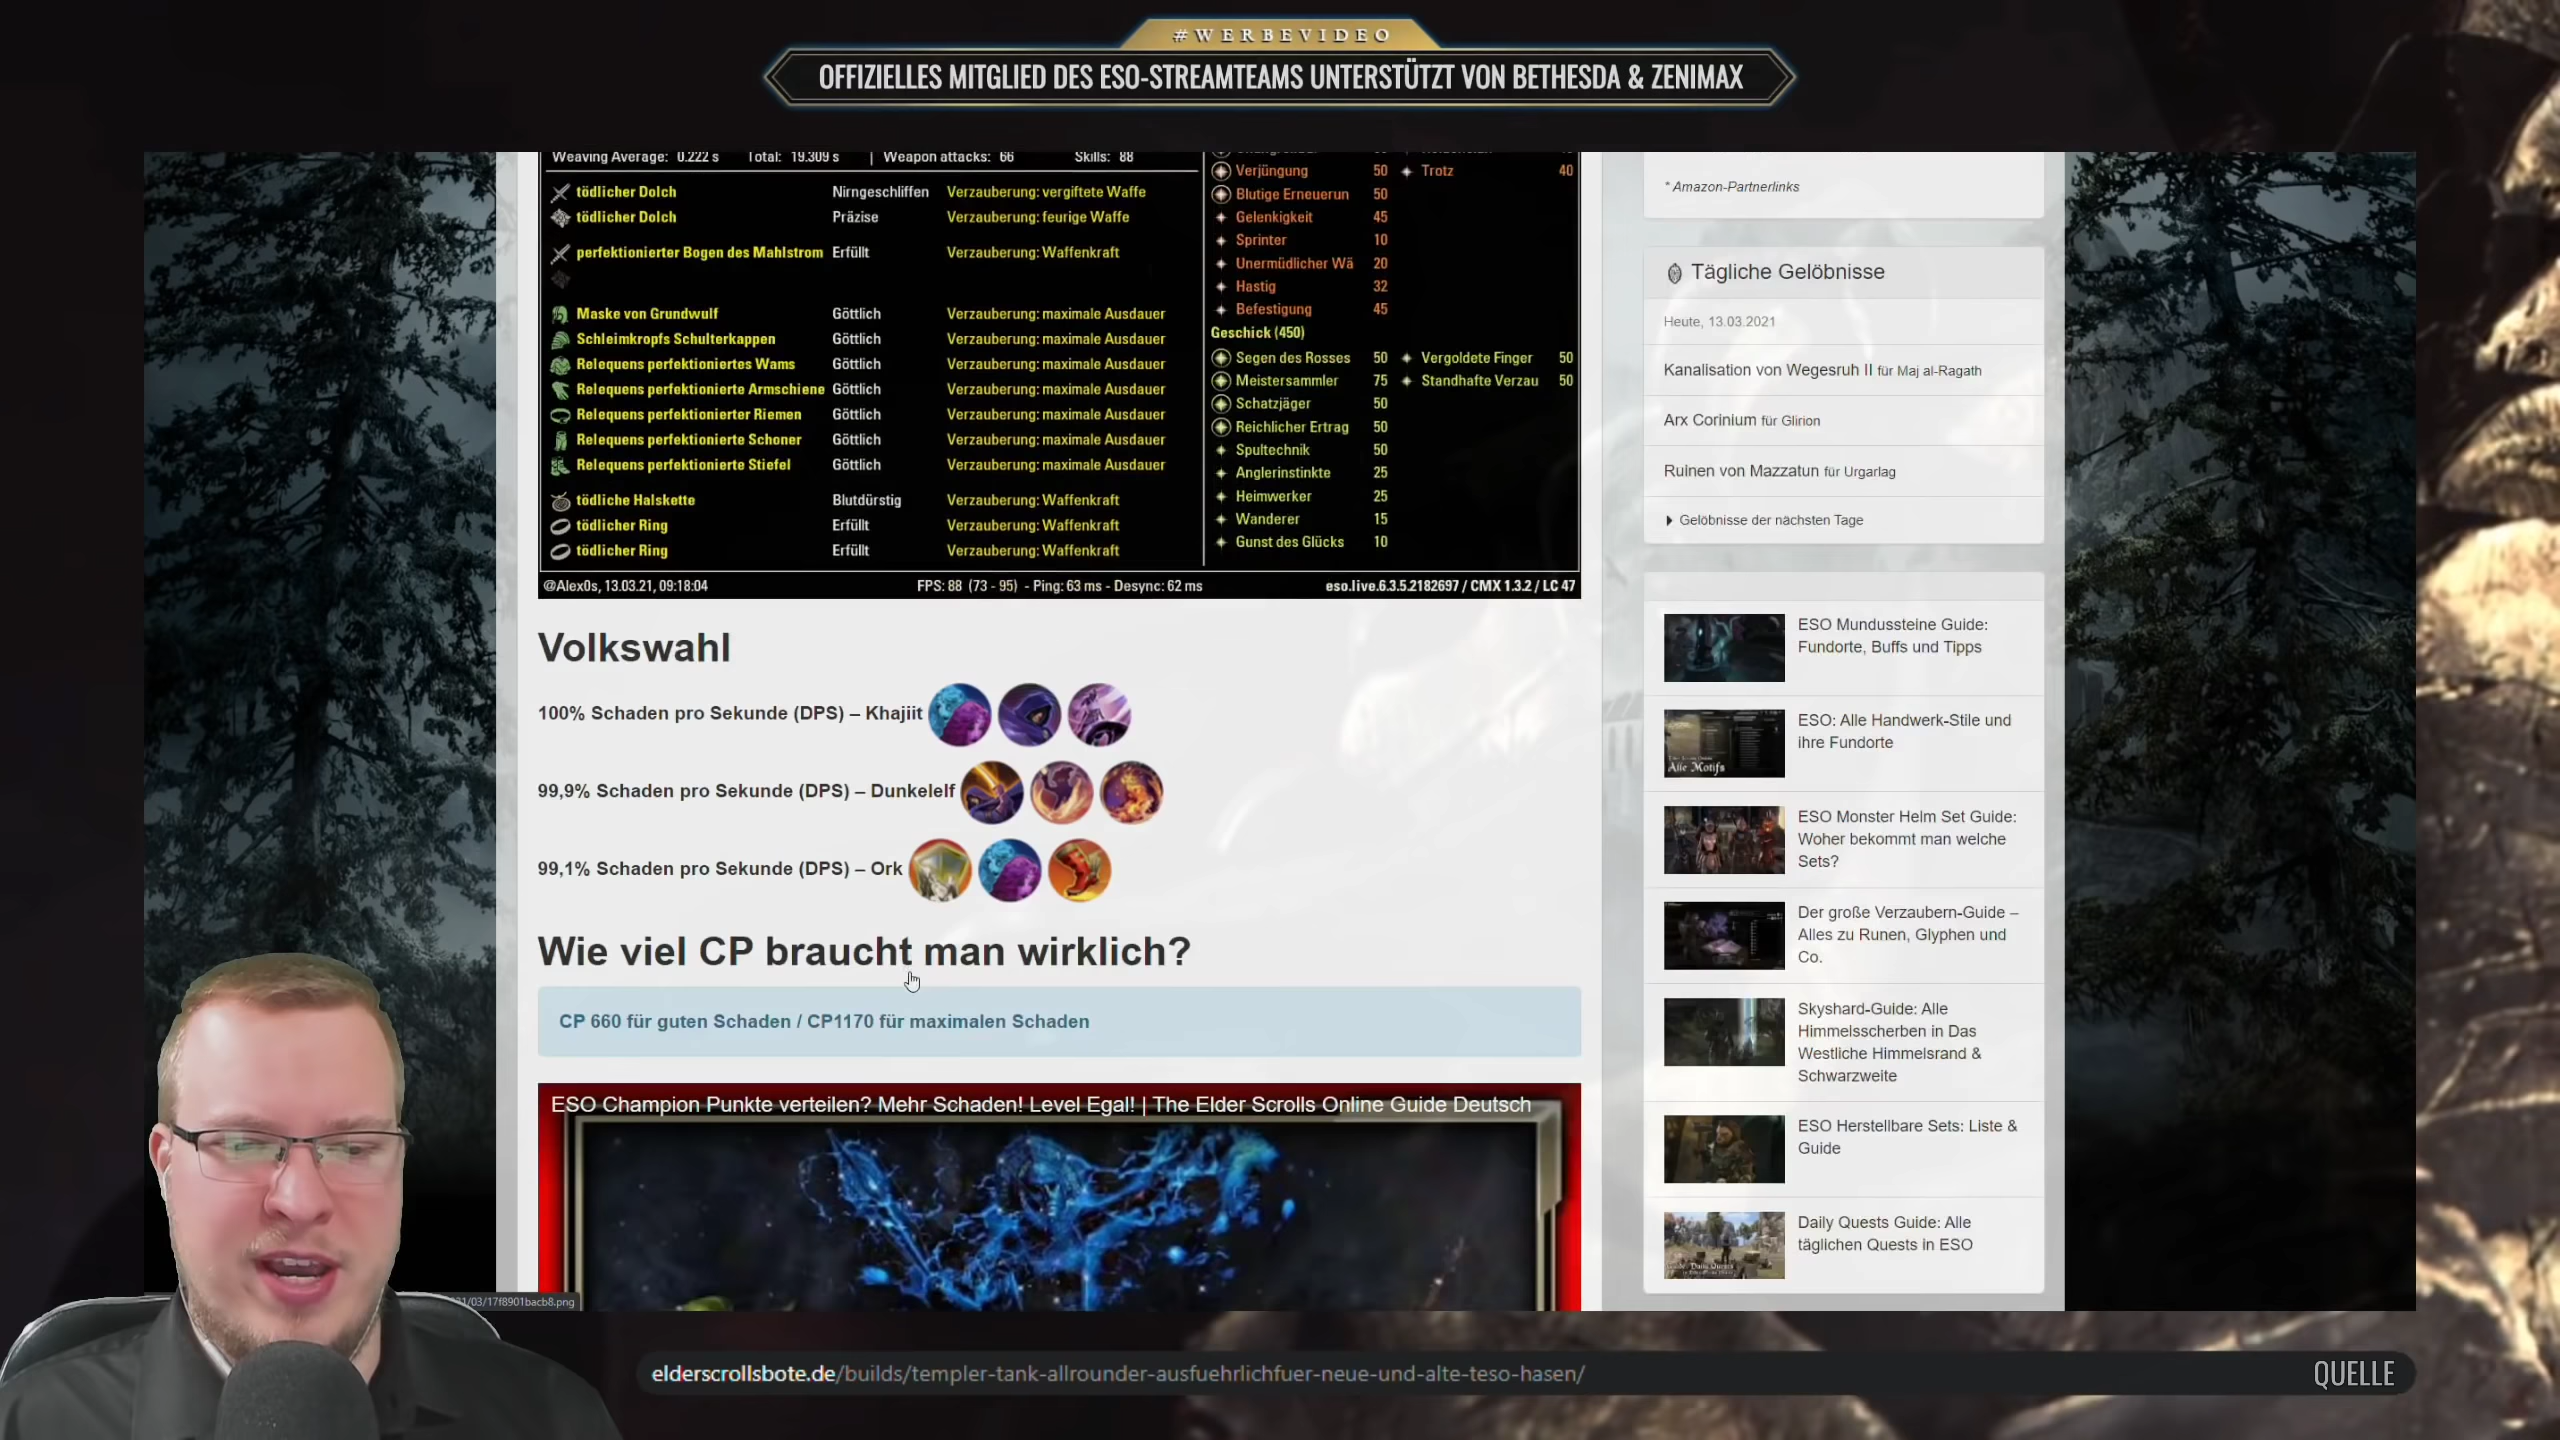 #WERBEVIDEO
OFFIZIELLES MITGLIED DES ESO-STREAMTEAMS UNTERSTÜTZT VON BETHESDA & ZENIMAX
Weaving Average: 0.222 s Total: 19.309 s | Weapon attacks: 66 Skills: 88
tödlicher Dolch Nirngeschliffen Verzauberung: vergiftete Waffe
tödlicher Dolch Präzise Verzauberung: feurige Waffe
perfektionierter Bogen des Mahlstrom Erfüllt Verzauberung: Waffenkraft
Maske von Grundwulf Göttlich Verzauberung: maximale Ausdauer
Schleimkropfs Schulterkappen Göttlich Verzauberung: maximale Ausdauer
Relequens perfektioniertes Wams Göttlich Verzauberung: maximale Ausdauer
Relequens perfektionierte Armschiene Göttlich Verzauberung: maximale Ausdauer
Relequens perfektionierter Riemen Göttlich Verzauberung: maximale Ausdauer
Relequens perfektionierte Schoner Göttlich Verzauberung: maximale Ausdauer
Relequens perfektionierte Stiefel Göttlich Verzauberung: maximale Ausdauer
tödliche Halskette Blutdürstig Verzauberung: Waffenkraft
tödlicher Ring Erfüllt Verzauberung: Waffenkraft
tödlicher Ring Erfüllt Verzauberung: Waffenkraft
Verjüngung 50 Trotz 40
Blutige Erneuerun 50
Gelenkigkeit 45
Sprinter 10
Unermüdlicher Wä 20
Hastig 32
Befestigung 45
Geschick (450)
Segen des Rosses 50 Vergoldete Finger 50
Meistersammler 75 Standhafte Verzau 50
Schatzjäger 50
Reichlicher Ertrag 50
Spultechnik 50
Anglerinstinkte 25
Heimwerker 25
Wanderer 15
Gunst des Glücks 10
@Alex0s, 13.03.21, 09:18:04 FPS: 88 (73 - 95) - Ping: 63 ms - Desync: 62 ms eso.live.6.3.5.2182697 / CMX 1.3.2 / LC 47
Volkswahl
100% Schaden pro Sekunde (DPS) – Khajiit
99,9% Schaden pro Sekunde (DPS) – Dunkelelf
99,1% Schaden pro Sekunde (DPS) – Ork
Wie viel CP braucht man wirklich?
CP 660 für guten Schaden / CP1170 für maximalen Schaden
ESO Champion Punkte verteilen? Mehr Schaden! Level Egal! | The Elder Scrolls Online Guide Deutsch
* Amazon-Partnerlinks
Tägliche Gelöbnisse
Heute, 13.03.2021
Kanalisation von Wegesruh II für Maj al-Ragath
Arx Corinium für Glirion
Ruinen von Mazzatun für Urgarlag
Gelöbnisse der nächsten Tage
ESO Mundussteine Guide:
Fundorte, Buffs und Tipps
ESO: Alle Handwerk-Stile und
ihre Fundorte
Alle Motifs
ESO Monster Helm Set Guide:
Woher bekommt man welche
Sets?
Der große Verzaubern-Guide –
Alles zu Runen, Glyphen und
Co.
Skyshard-Guide: Alle
Himmelsscherben in Das
Westliche Himmelsrand &
Schwarzweite
ESO Herstellbare Sets: Liste &
Guide
Daily Quests Guide: Alle
täglichen Quests in ESO
/03/17f8901bacb8.png
elderscrollsbote.de/builds/templer-tank-allrounder-ausfuehrlichfuer-neue-und-alte-teso-hasen/
QUELLE